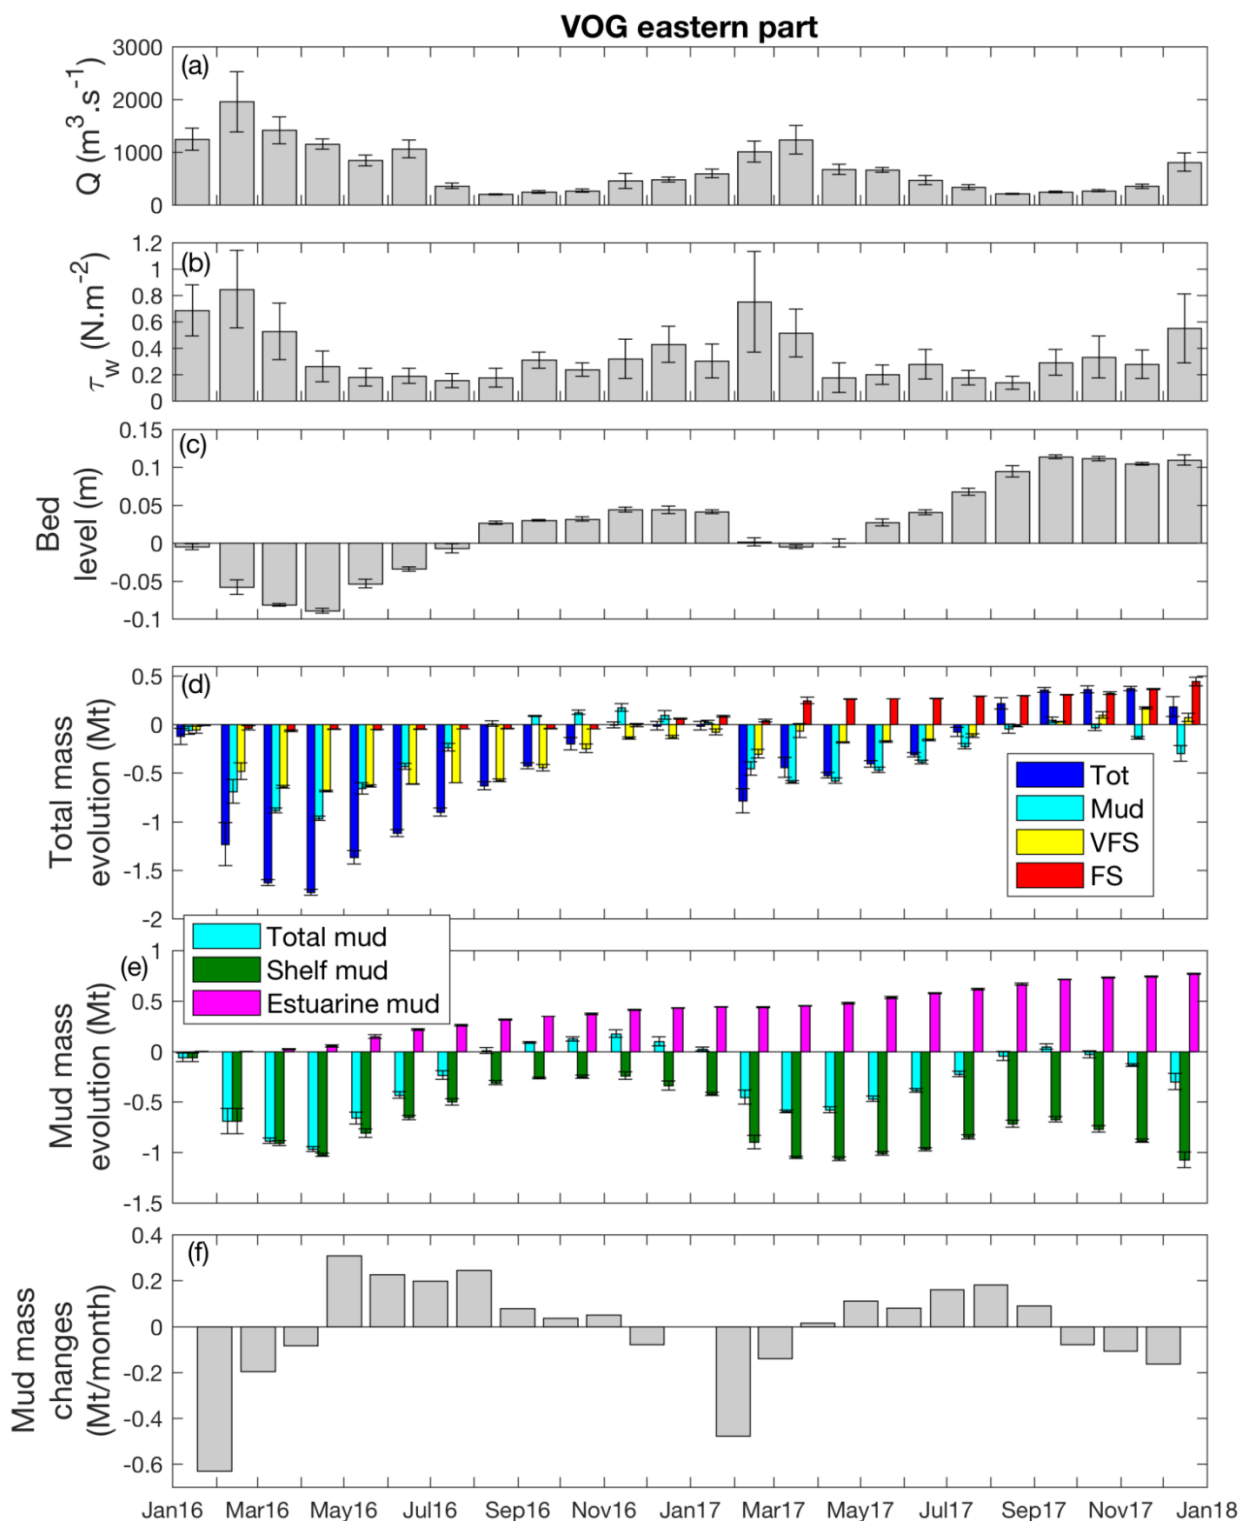 VOG eastern part
(a)
Q (m³.s⁻¹)
3000
2000
1000
0
(b)
τw (N.m⁻²)
1.2
1
0.8
0.6
0.4
0.2
0
(c)
Bed
level (m)
0.15
0.1
0.05
0
-0.05
-0.1
(d)
Total mass
evolution (Mt)
0.5
0
-0.5
-1
-1.5
-2
Tot
Mud
VFS
FS
Total mud
Shelf mud
Estuarine mud
(e)
Mud mass
evolution (Mt)
1
0.5
0
-0.5
-1
-1.5
(f)
Mud mass
changes
(Mt/month)
0.4
0.2
0
-0.2
-0.4
-0.6
Jan16 Mar16 May16 Jul16 Sep16 Nov16 Jan17 Mar17 May17 Jul17 Sep17 Nov17 Jan18